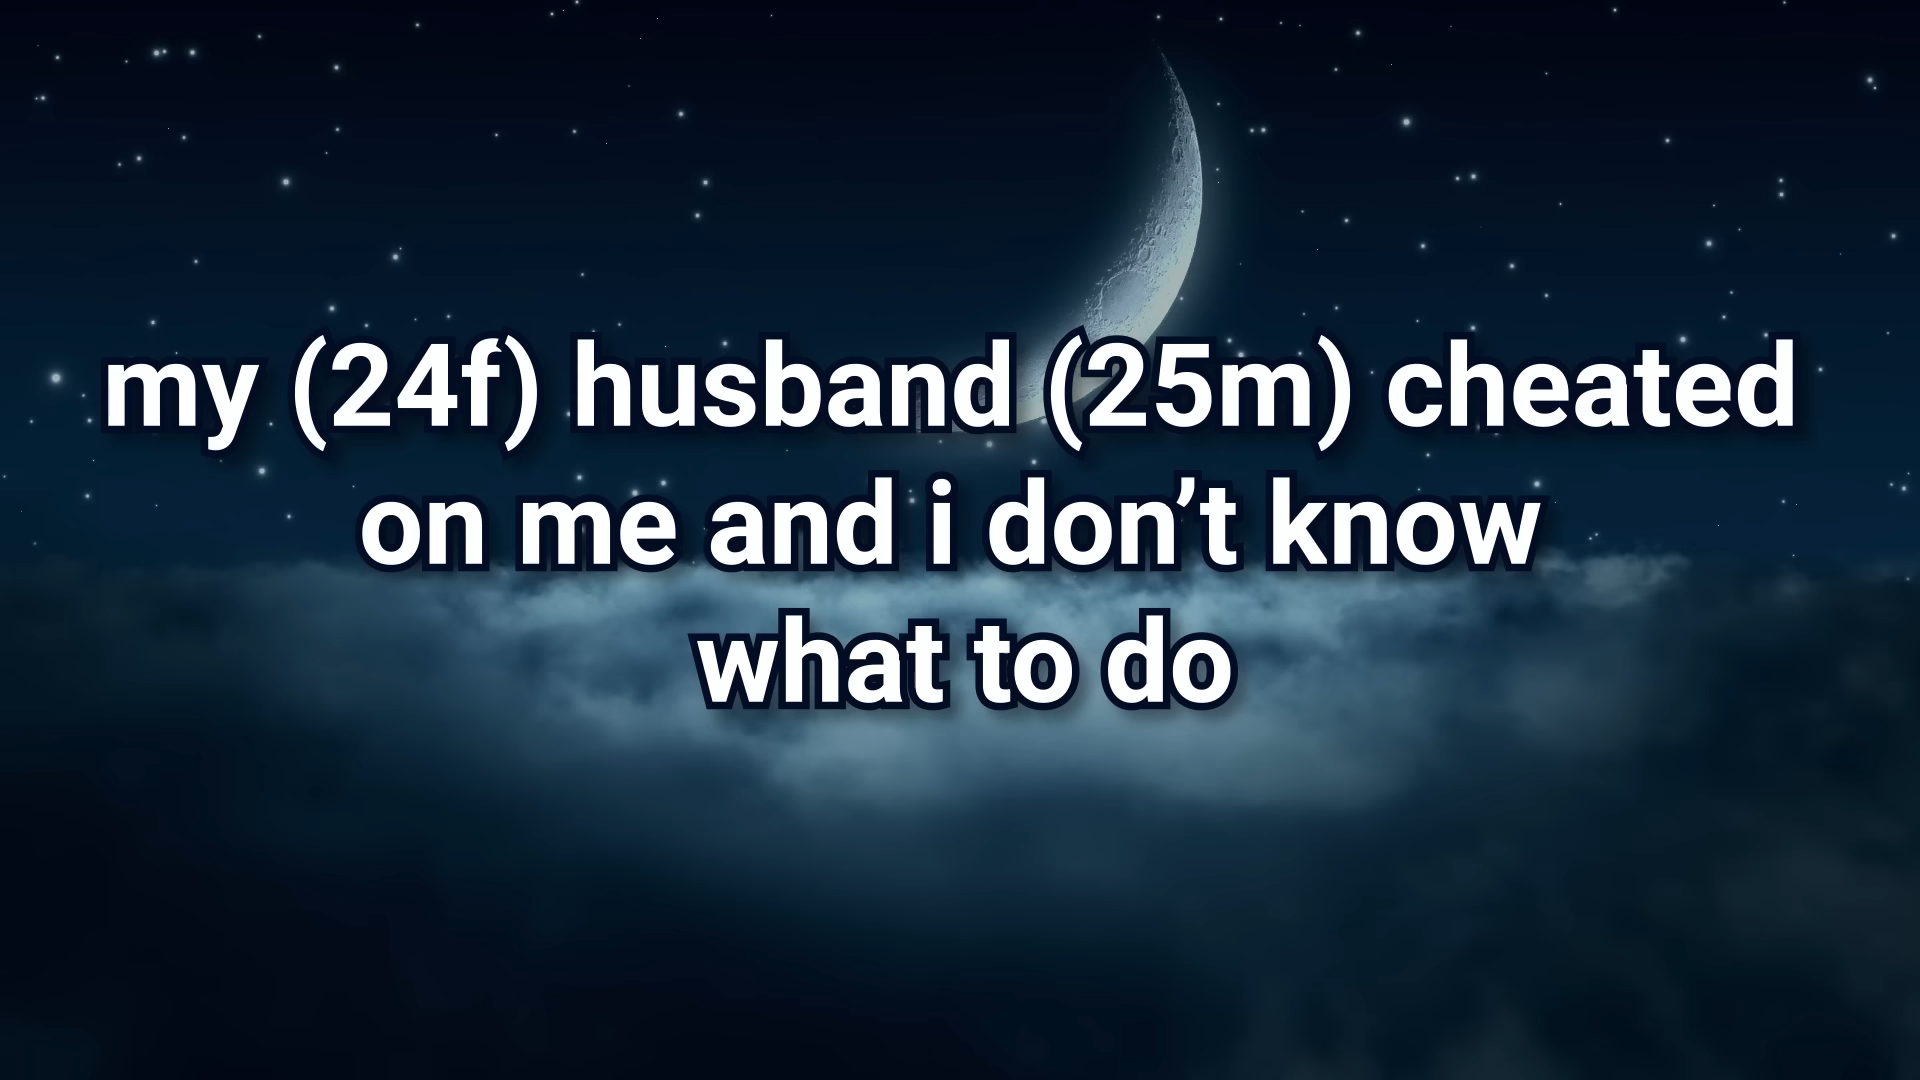 my (24f) husband (25m) cheated
on me and i don’t know
what to do